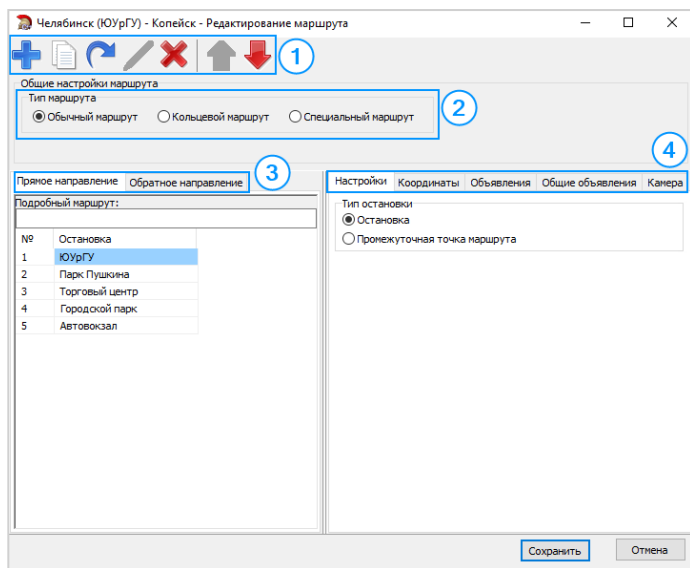 Челябинск (ЮУрГУ) - Копейск - Редактирование маршрута
1
Общие настройки маршрута
Тип маршрута
Обычный маршрут Кольцевой маршрут Специальный маршрут
2
3
4
Прямое направление Обратное направление
Настройки Координаты Объявления Общие объявления Камера
Подробный маршрут:
№ Остановка
1 ЮУрГУ
2 Парк Пушкина
3 Торговый центр
4 Городской парк
5 Автовокзал
Тип остановки
Остановка
Промежуточная точка маршрута
Сохранить Отмена